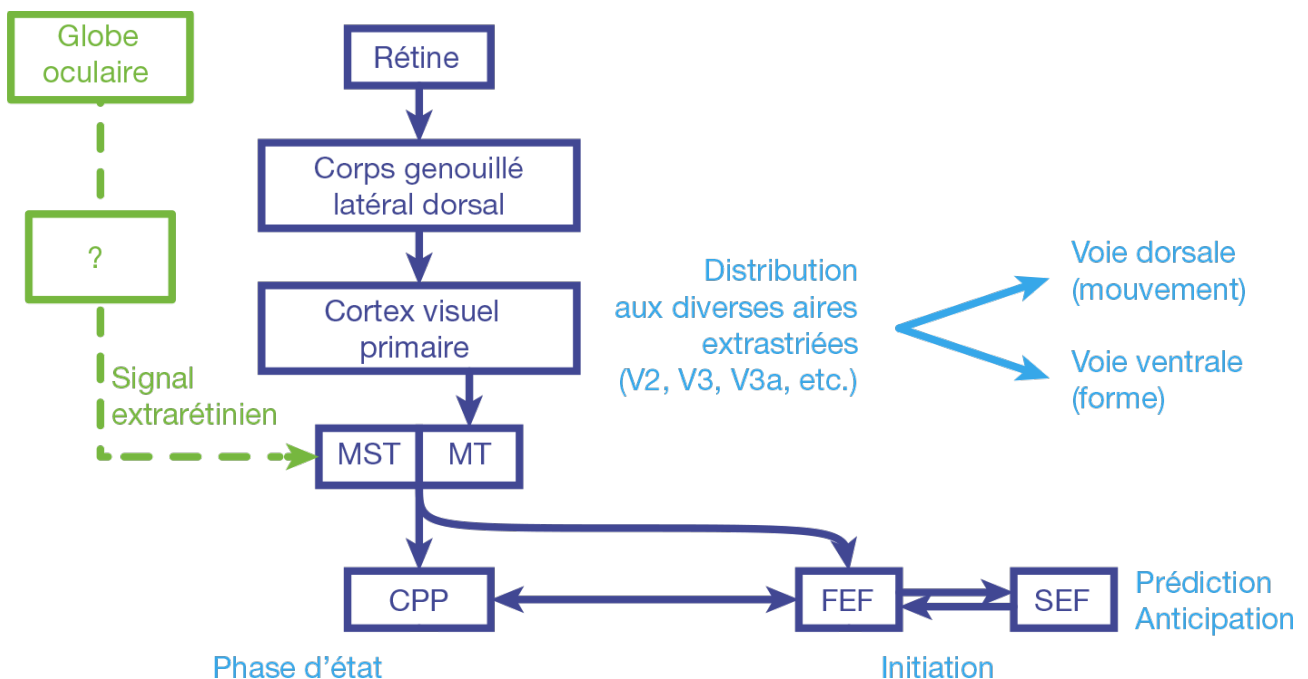 Globe
oculaire
Rétine
Corps genouillé
latéral dorsal
?
Cortex visuel
primaire
Distribution
aux diverses aires
extrastriées
(V2, V3, V3a, etc.)
Voie dorsale
(mouvement)
Voie ventrale
(forme)
Signal
extrarétinien
MST
MT
CPP
FEF
SEF
Prédiction
Anticipation
Phase d'état
Initiation